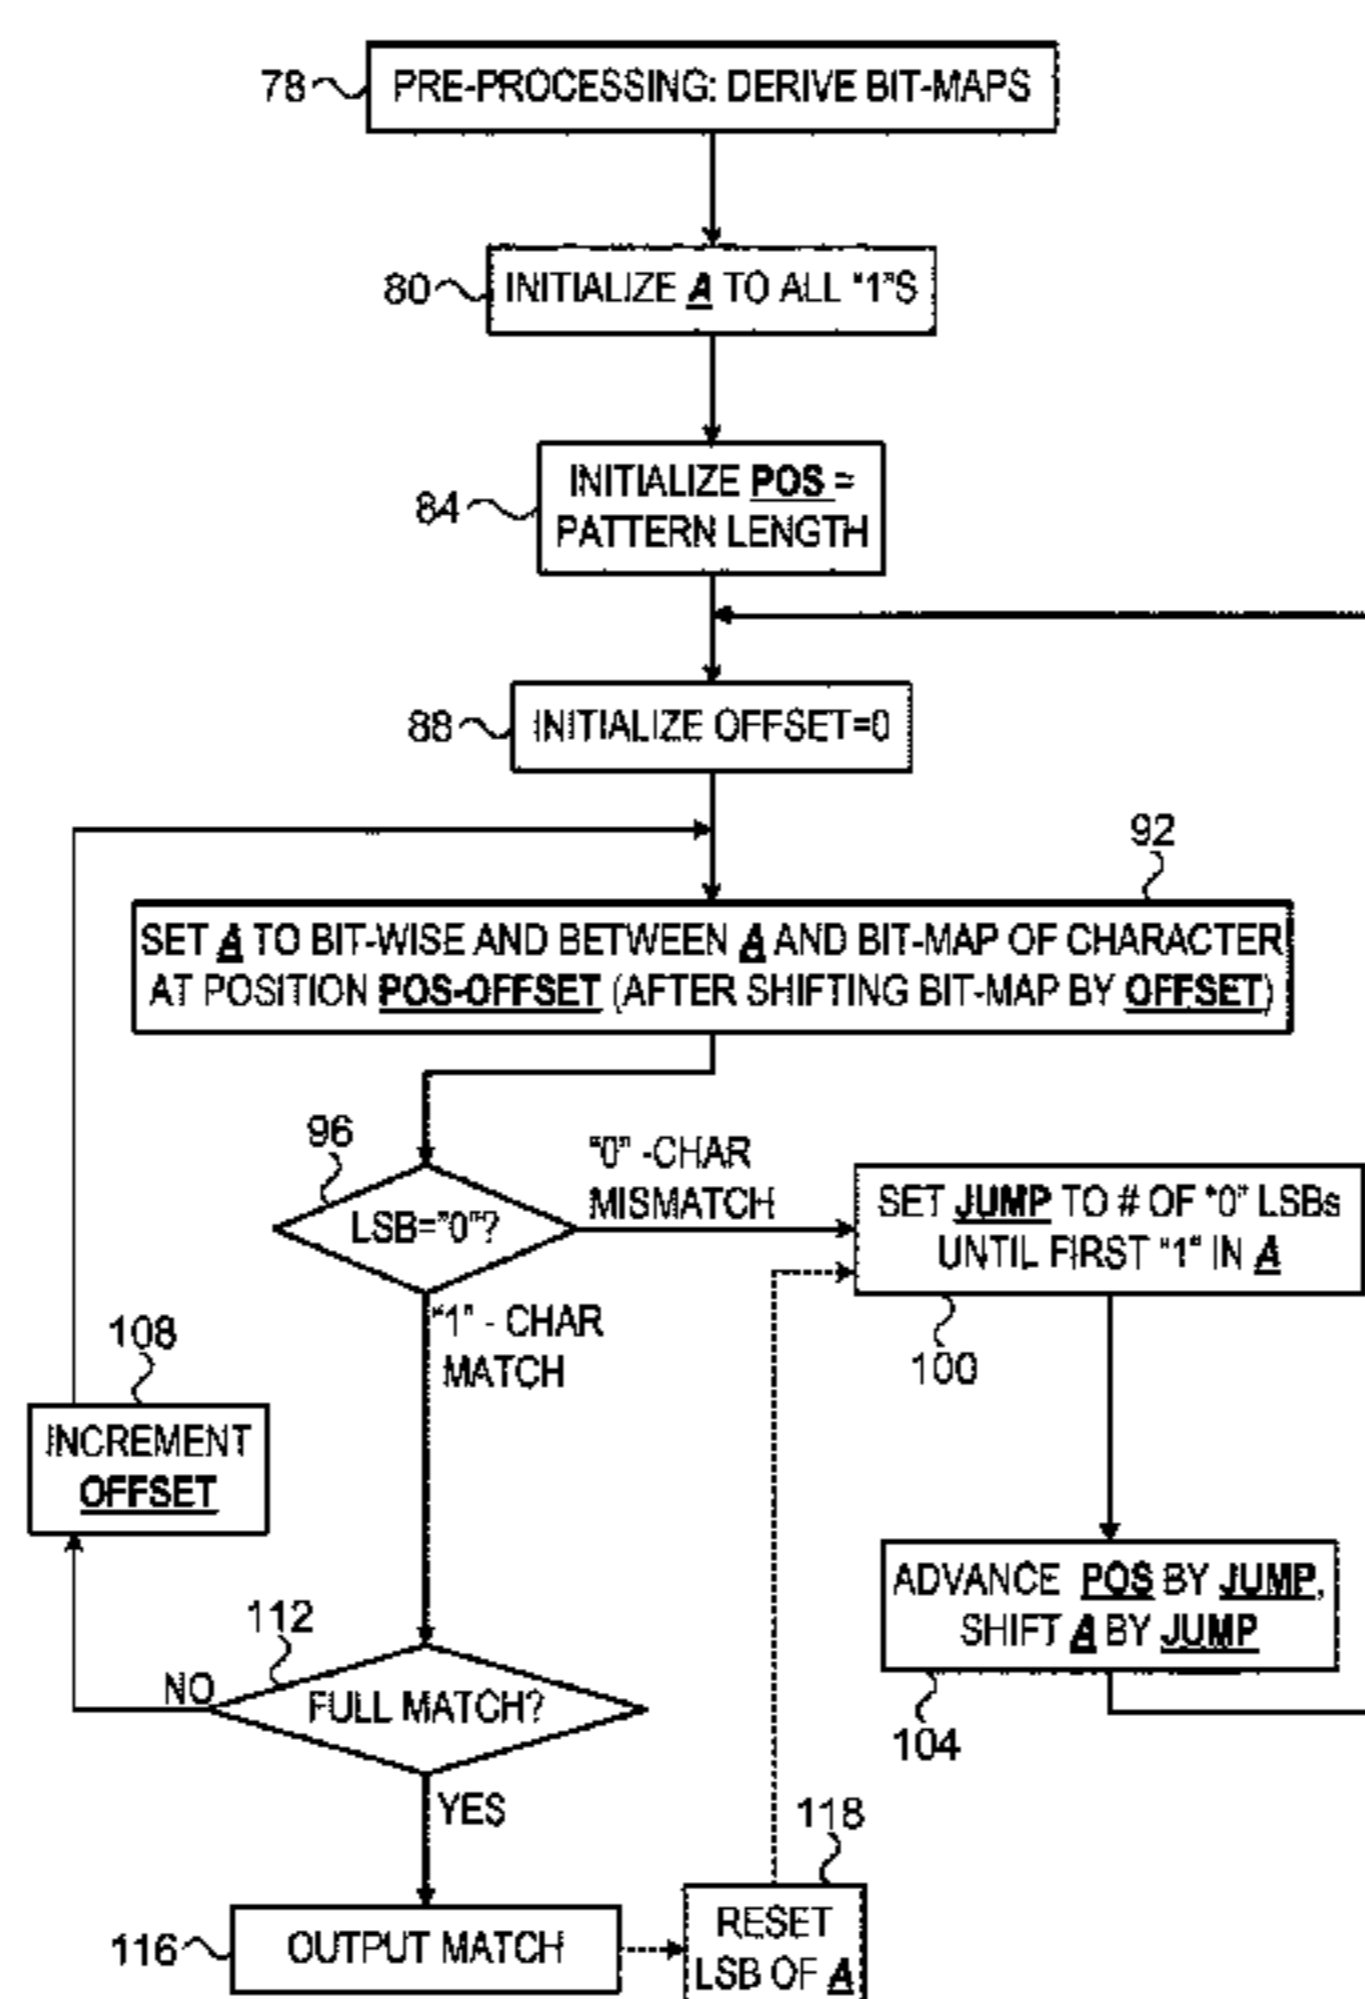 78
PRE-PROCESSING: DERIVE BIT-MAPS
80
INITIALIZE A TO ALL "1"S
84
INITIALIZE POS =
PATTERN LENGTH
88
INITIALIZE OFFSET=0
92
SET A TO BIT-WISE AND BETWEEN A AND BIT-MAP OF CHARACTER
AT POSITION POS-OFFSET (AFTER SHIFTING BIT-MAP BY OFFSET)
96
LSB="0"?
"0" -CHAR
MISMATCH
SET JUMP TO # OF "0" LSBs
UNTIL FIRST "1" IN A
100
"1" - CHAR
MATCH
108
INCREMENT
OFFSET
ADVANCE POS BY JUMP,
SHIFT A BY JUMP
104
112
FULL MATCH?
NO
YES
118
116
OUTPUT MATCH
RESET
LSB OF A